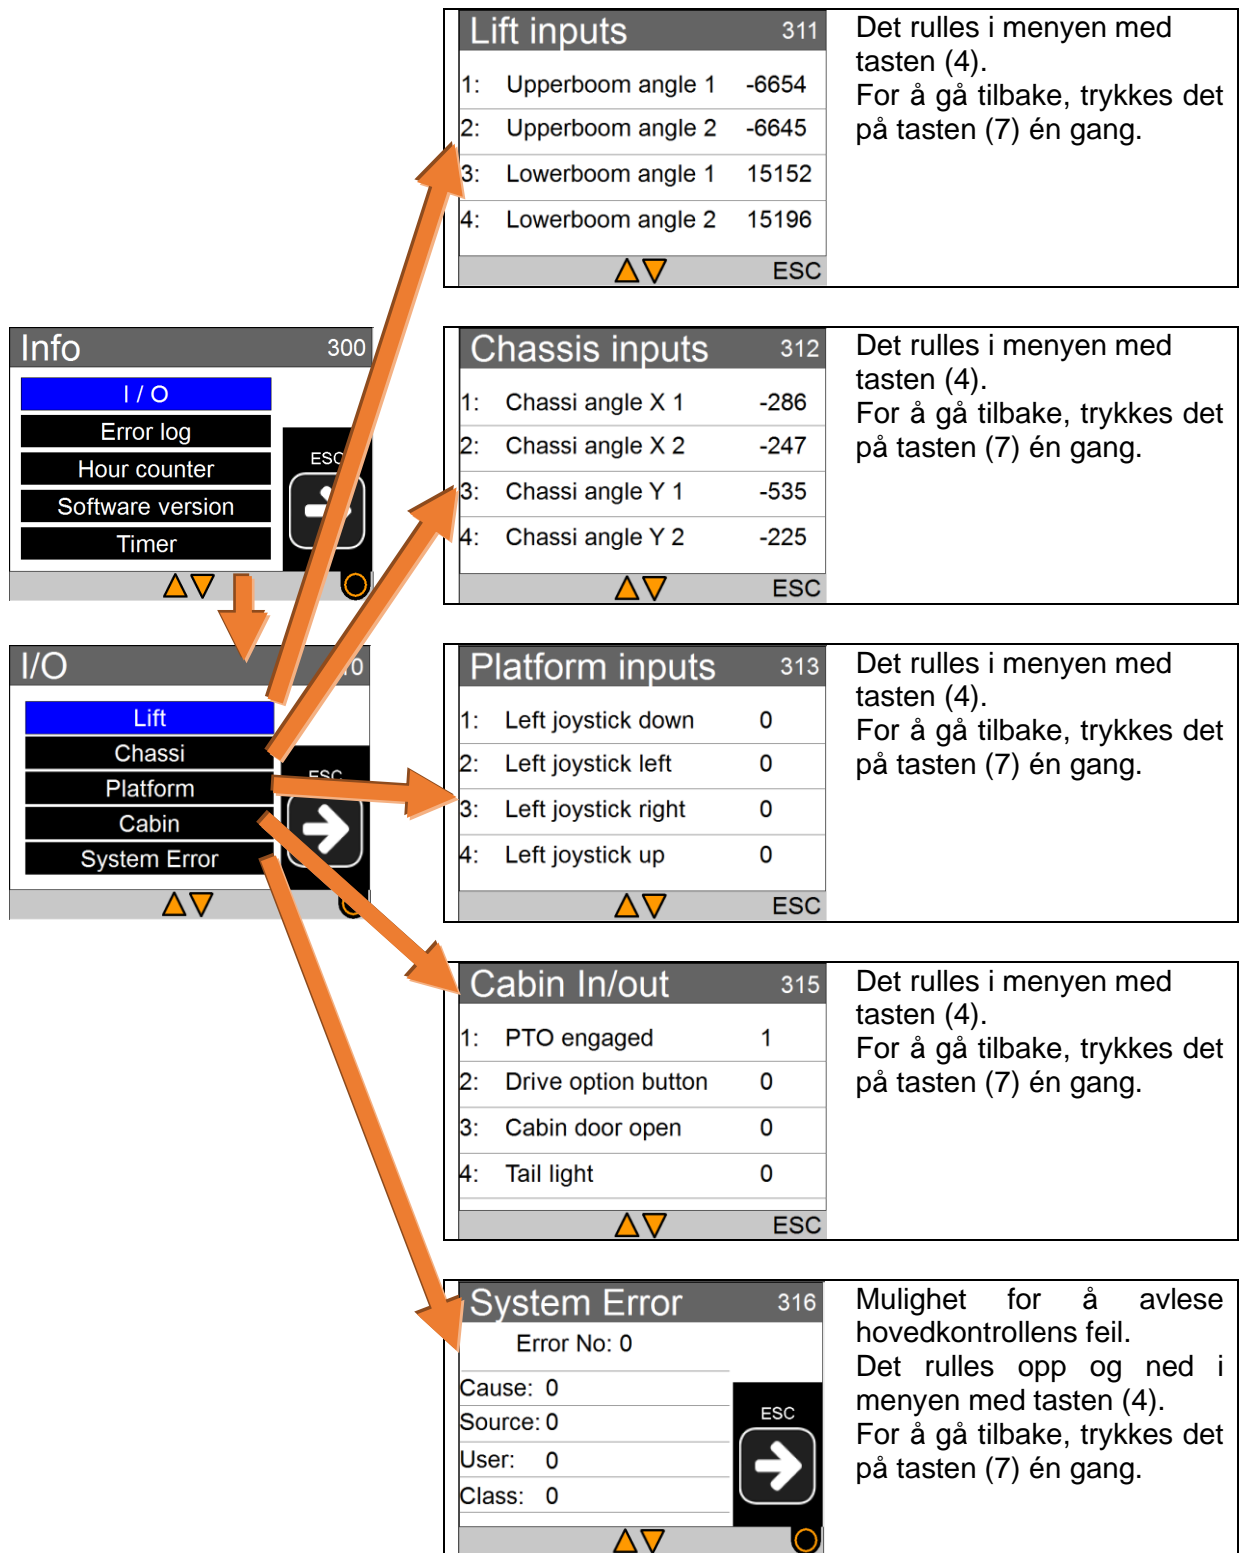 Lift inputs 311
1: Upperboom angle 1 -6654
2: Upperboom angle 2 -6645
3: Lowerboom angle 1 15152
4: Lowerboom angle 2 15196
ESC
Det rulles i menyen med
tasten (4).
For å gå tilbake, trykkes det
på tasten (7) én gang.
Info 300
I / O
Error log
Hour counter
Software version
Timer
ESC
Chassis inputs 312
1: Chassi angle X 1 -286
2: Chassi angle X 2 -247
3: Chassi angle Y 1 -535
4: Chassi angle Y 2 -225
ESC
Det rulles i menyen med
tasten (4).
For å gå tilbake, trykkes det
på tasten (7) én gang.
I/O
Lift
Chassi
Platform
Cabin
System Error
ESC
Platform inputs 313
1: Left joystick down 0
2: Left joystick left 0
3: Left joystick right 0
4: Left joystick up 0
ESC
Det rulles i menyen med
tasten (4).
For å gå tilbake, trykkes det
på tasten (7) én gang.
Cabin In/out 315
1: PTO engaged 1
2: Drive option button 0
3: Cabin door open 0
4: Tail light 0
ESC
Det rulles i menyen med
tasten (4).
For å gå tilbake, trykkes det
på tasten (7) én gang.
System Error 316
Error No: 0
Cause: 0
Source: 0
User: 0
Class: 0
ESC
Mulighet for å avlese
hovedkontrollens feil.
Det rulles opp og ned i
menyen med tasten (4).
For å gå tilbake, trykkes det
på tasten (7) én gang.